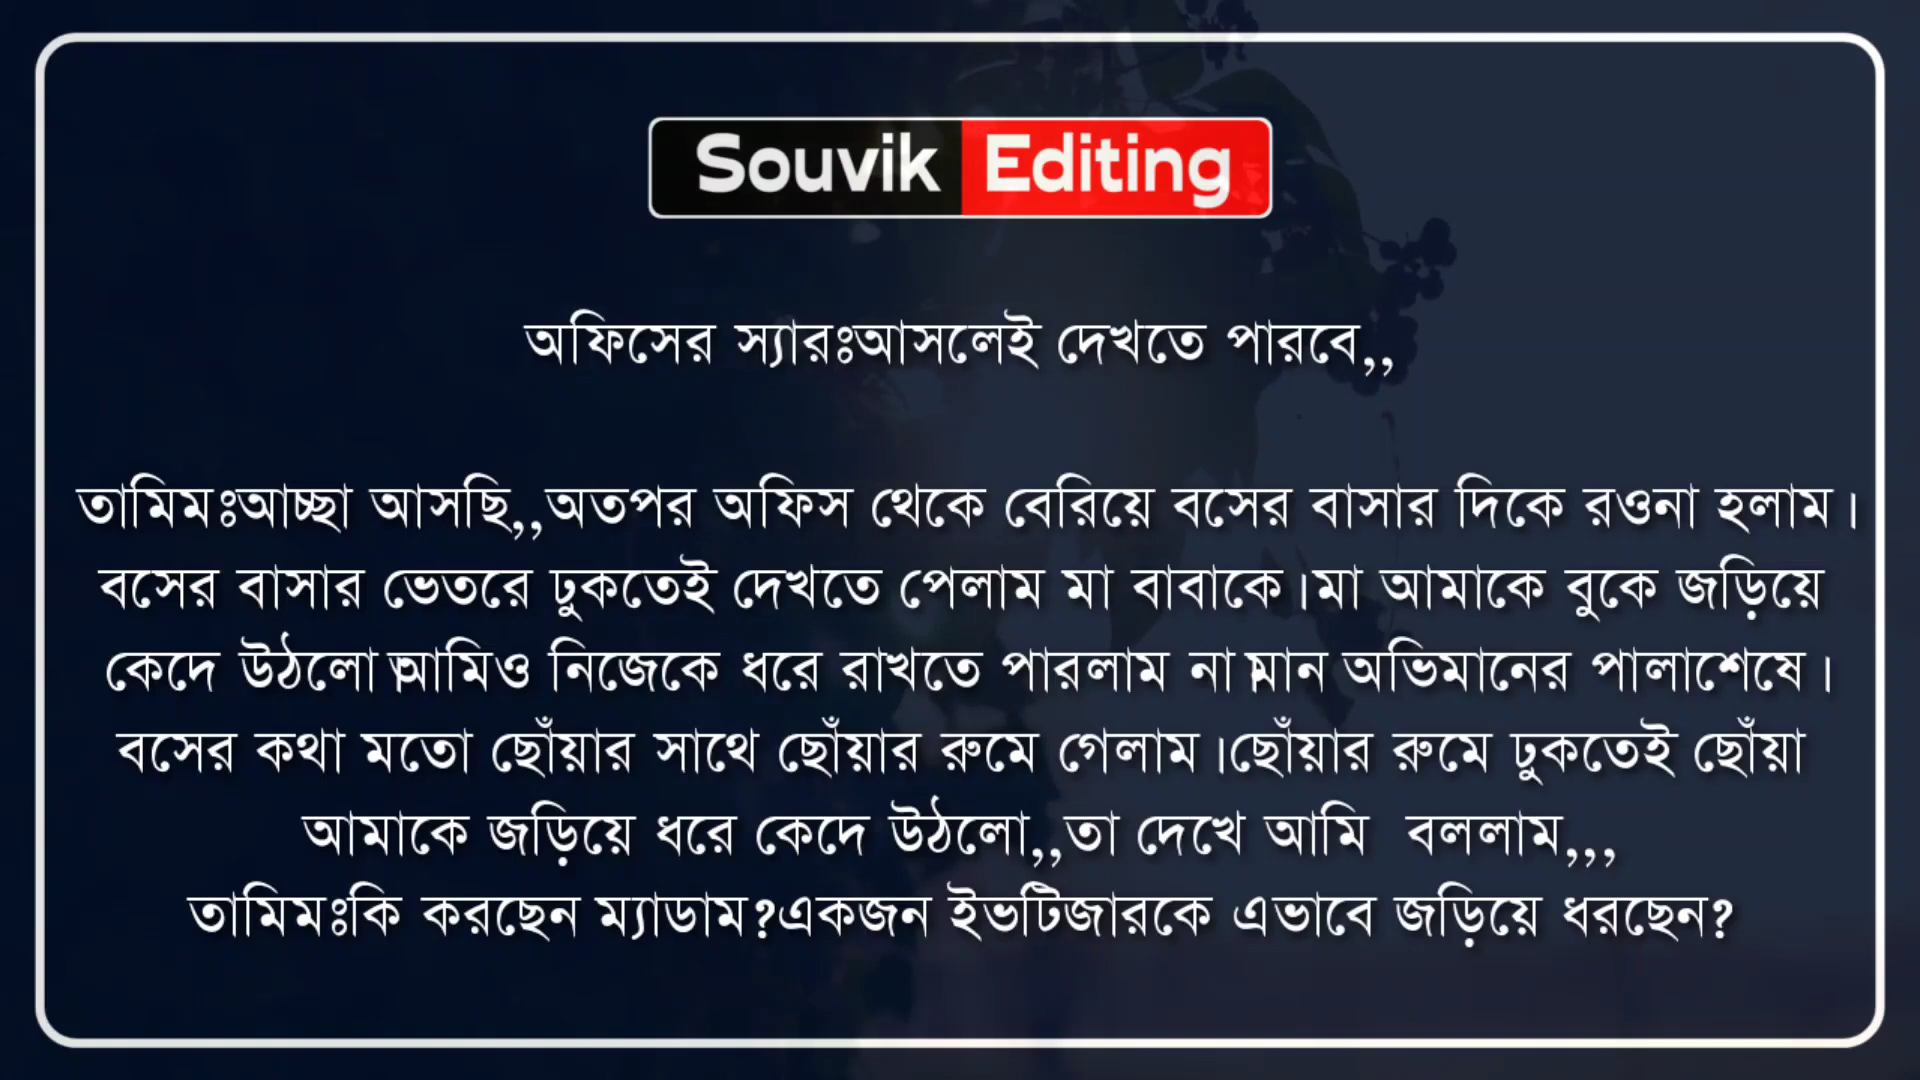 Souvik Editing
অফিসের স্যারঃআসলেই দেখতে পারবে,,
তামিমঃআচ্ছা আসছি,,অতপর অফিস থেকে বেরিয়ে বসের বাসার দিকে রওনা হলাম।
বসের বাসার ভেতরে ঢুকতেই দেখতে পেলাম মা বাবাকে।মা আমাকে বুকে জড়িয়ে
কেদে উঠলো।আমিও নিজেকে ধরে রাখতে পারলাম না।মান অভিমানের পালাশেষে।
বসের কথা মতো ছোঁয়ার সাথে ছোঁয়ার রুমে গেলাম।ছোঁয়ার রুমে ঢুকতেই ছোঁয়া
আমাকে জড়িয়ে ধরে কেদে উঠলো,,তা দেখে আমি  বললাম,,,
তামিমঃকি করছেন ম্যাডাম?একজন ইভটিজারকে এভাবে জড়িয়ে ধরছেন?